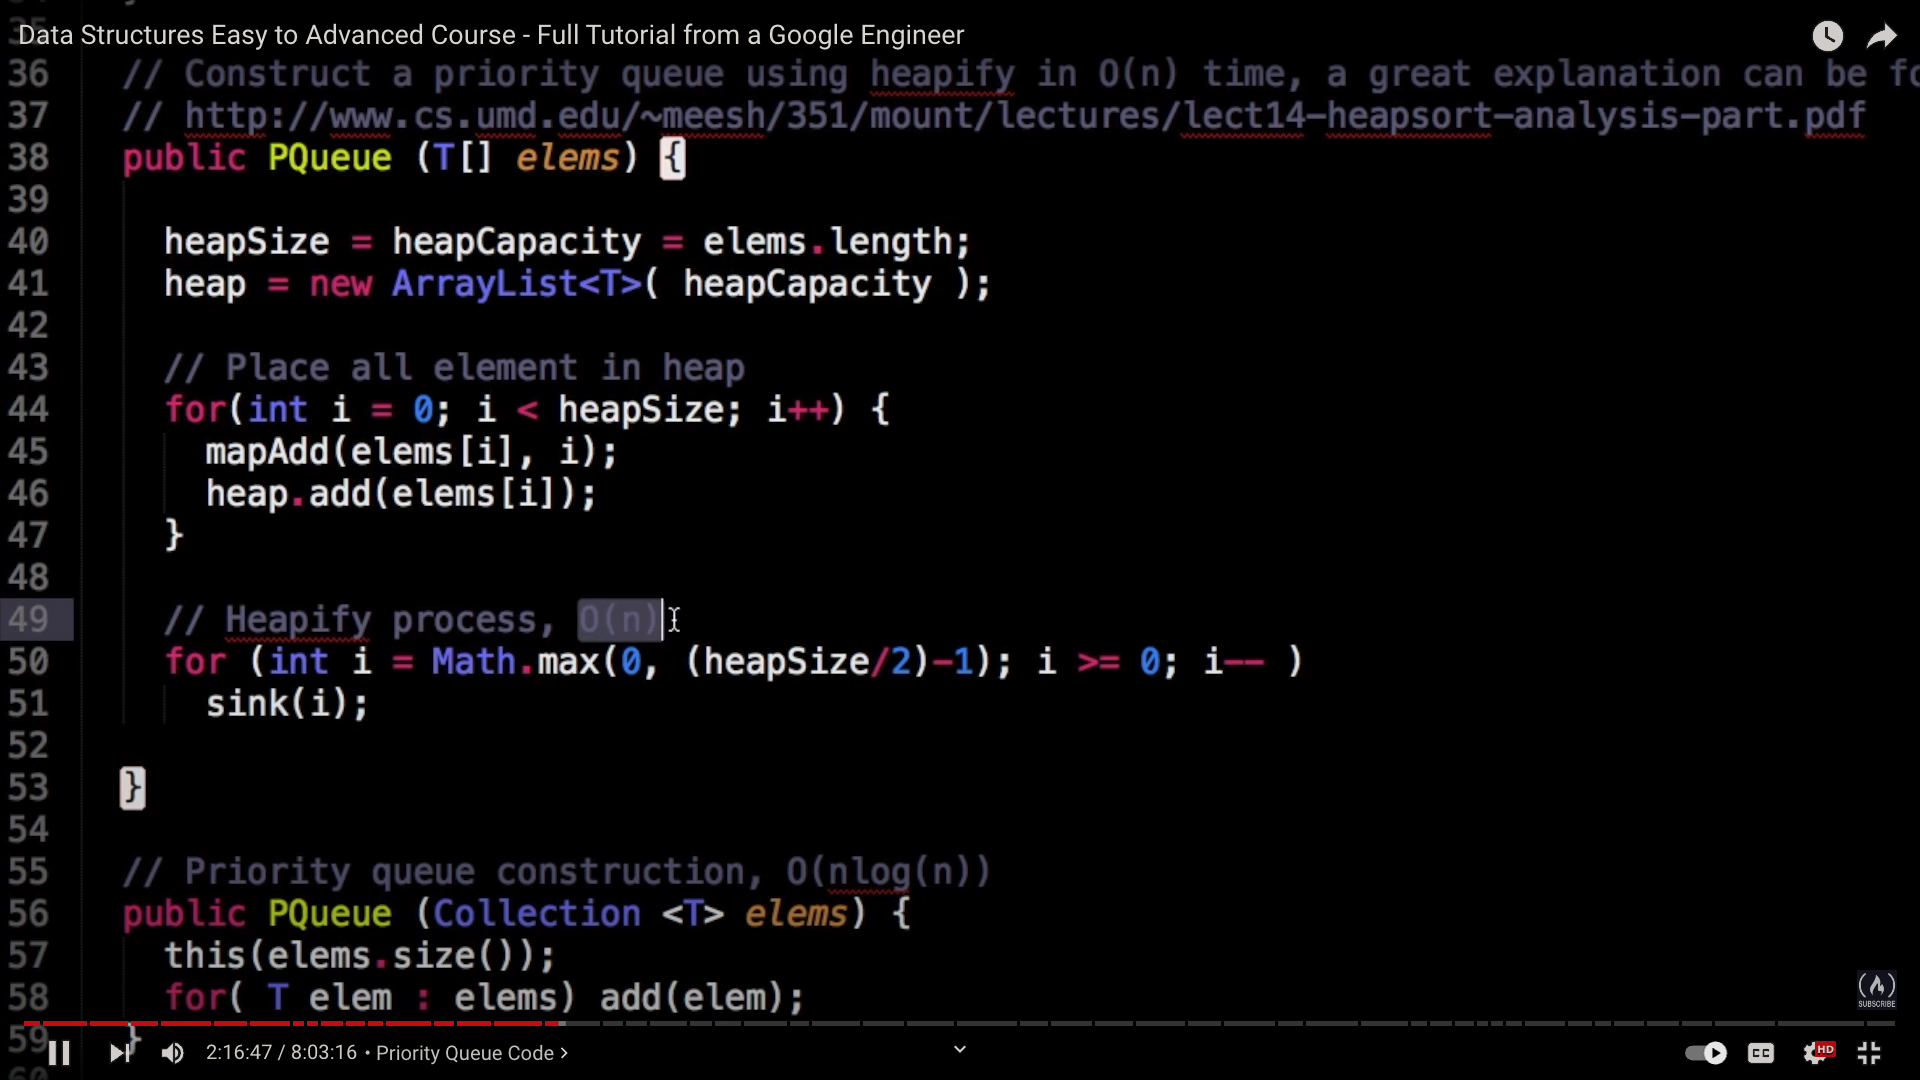 Data Structures Easy to Advanced Course - Full Tutorial from a Google Engineer
36 // Construct a priority queue using heapify in O(n) time, a great explanation can be fo
37 // http://www.cs.umd.edu/~meesh/351/mount/lectures/lect14-heapsort-analysis-part.pdf
38 public PQueue (T[] elems) {
39
40 heapSize = heapCapacity = elems.length;
41 heap = new ArrayList<T>( heapCapacity );
42
43 // Place all element in heap
44 for(int i = 0; i < heapSize; i++) {
45 mapAdd(elems[i], i);
46 heap.add(elems[i]);
47 }
48
49 // Heapify process, O(n)
50 for (int i = Math.max(0, (heapSize/2)-1); i >= 0; i-- )
51 sink(i);
52
53 }
54
55 // Priority queue construction, O(nlog(n))
56 public PQueue (Collection <T> elems) {
57 this(elems.size());
58 for( T elem : elems) add(elem);
59 }
SUBSCRIBE
2:16:47 / 8:03:16 • Priority Queue Code >
CC
HD